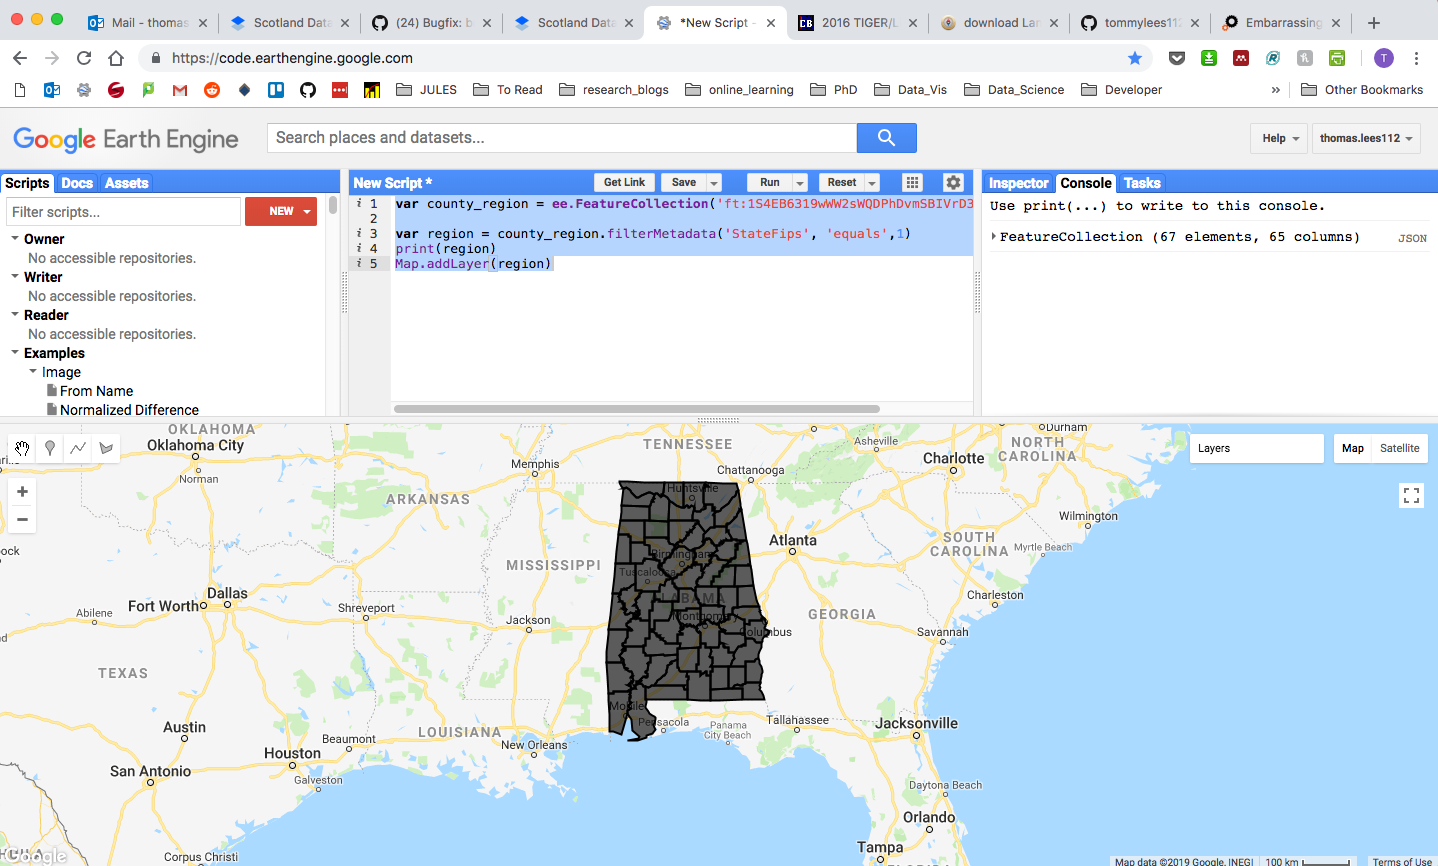 Mail - thomas
Scotland Data
(24) Bugfix: b
Scotland Data
*New Script -
2016 TIGER/L
download Lan
tommylees112
Embarrassing
https://code.earthengine.google.com
T
JULES
To Read
research_blogs
online_learning
PhD
Data_Vis
Data_Science
Developer
»
Other Bookmarks
Google Earth Engine
Search places and datasets...
Help
thomas.lees112
Scripts Docs Assets
Filter scripts...
NEW
Owner
No accessible repositories.
Writer
No accessible repositories.
Reader
No accessible repositories.
Examples
Image
From Name
Normalized Difference
New Script *
Get Link
Save
Run
Reset
i 1 var county_region = ee.FeatureCollection('ft:1S4EB6319wWW2sWQDPhDvmSBIVrD3
2
i 3 var region = county_region.filterMetadata('StateFips', 'equals',1)
i 4 print(region)
i 5 Map.addLayer(region)
Inspector Console Tasks
Use print(...) to write to this console.
FeatureCollection (67 elements, 65 columns)
JSON
Layers
Map
Satellite
OKLAHOMA
Oklahoma City
Norman
TENNESSEE
Memphis
Chattanooga
Asheville
Durham
NORTH
CAROLINA
Charlotte
ARKANSAS
Huntsville
Wilmington
Atlanta
SOUTH
CAROLINA
Myrtle Beach
Birmingham
MISSISSIPPI
Tuscaloosa
ALABAMA
Charleston
Dallas
Fort Worth
Abilene
Shreveport
Jackson
Montgomery
Columbus
GEORGIA
Savannah
TEXAS
Mobile
Pensacola
Panama
City Beach
Tallahassee
Jacksonville
Austin
LOUISIANA
Beaumont
New Orleans
Houston
San Antonio
Galveston
Daytona Beach
Orlando
Corpus Christi
Tampa
Google
Map data ©2019 Google, INEGI
100 km
Terms of Use